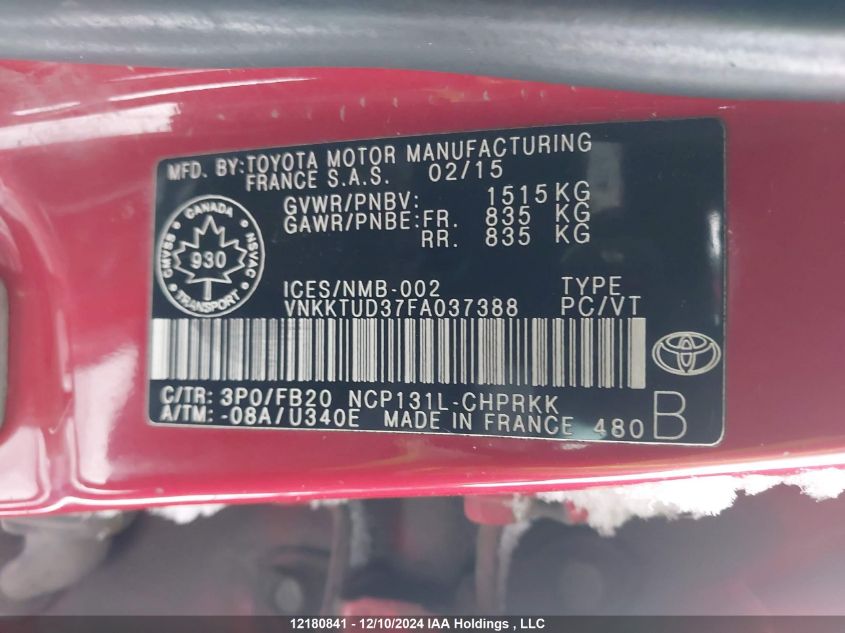 MFD. BY: TOYOTA MOTOR MANUFACTURING
FRANCE S.A.S. 02/15
GVWR/PNBV: 1515 KG
GAWR/PNBE: FR. 835 KG
RR. 835 KG
CANADA
CMVSS 930 NSVAC
TRANSPORT
ICES/NMB-002 TYPE
VNKKTUD37FA037388 PC/VT
C/TR: 3P0/FB20 NCP131L-CHPRKK
A/TM: -08A/U340E MADE IN FRANCE 480 B
12180841 - 12/10/2024 IAA Holdings , LLC